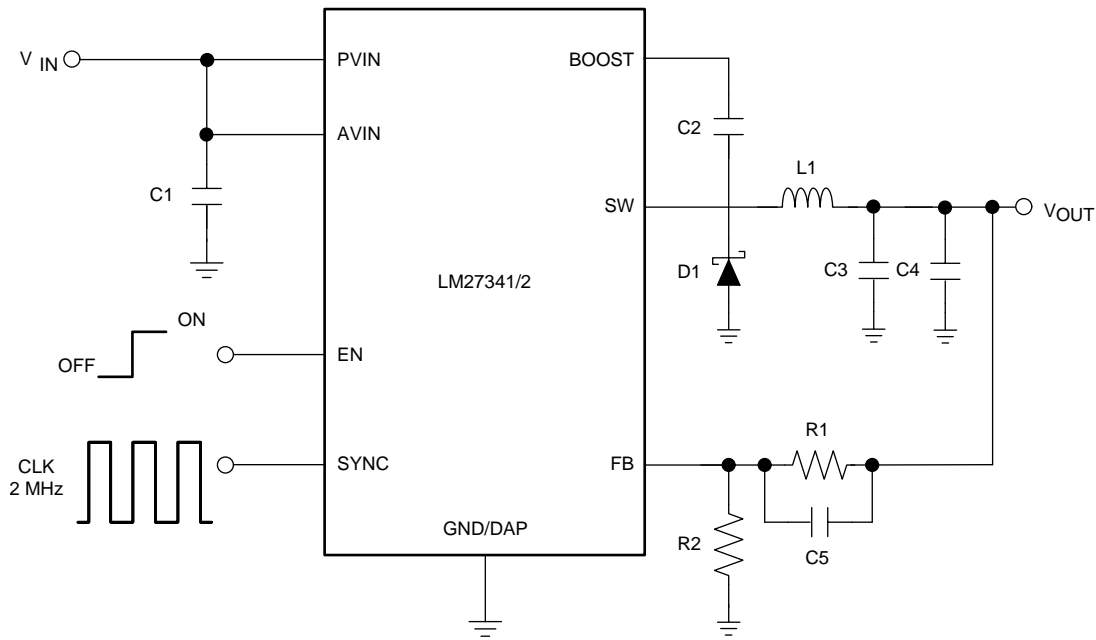 V IN
PVIN
BOOST
C2
AVIN
L1
C1
SW
VOUT
D1
C3
C4
LM27341/2
ON
OFF
EN
R1
CLK
2 MHz
SYNC
FB
GND/DAP
R2
C5